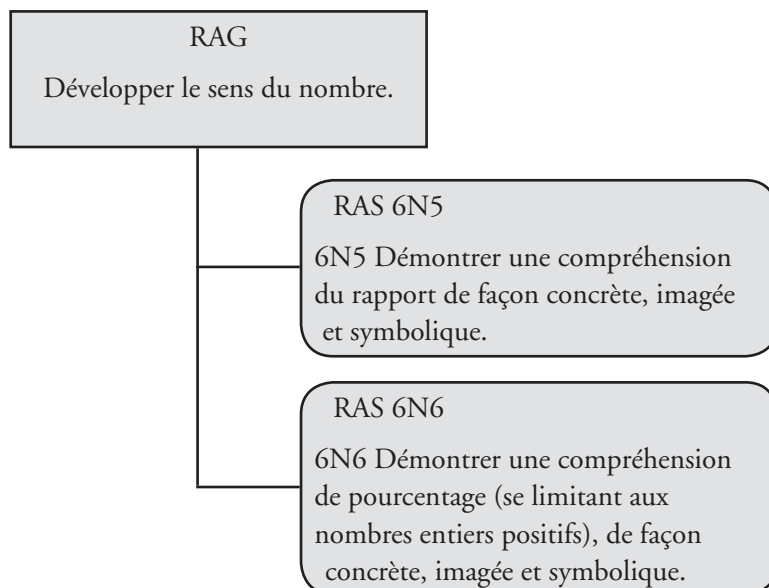 RAG
Développer le sens du nombre.
RAS 6N5
6N5 Démontrer une compréhension
du rapport de façon concrète, imagée
et symbolique.
RAS 6N6
6N6 Démontrer une compréhension
de pourcentage (se limitant aux
nombres entiers positifs), de façon
concrète, imagée et symbolique.